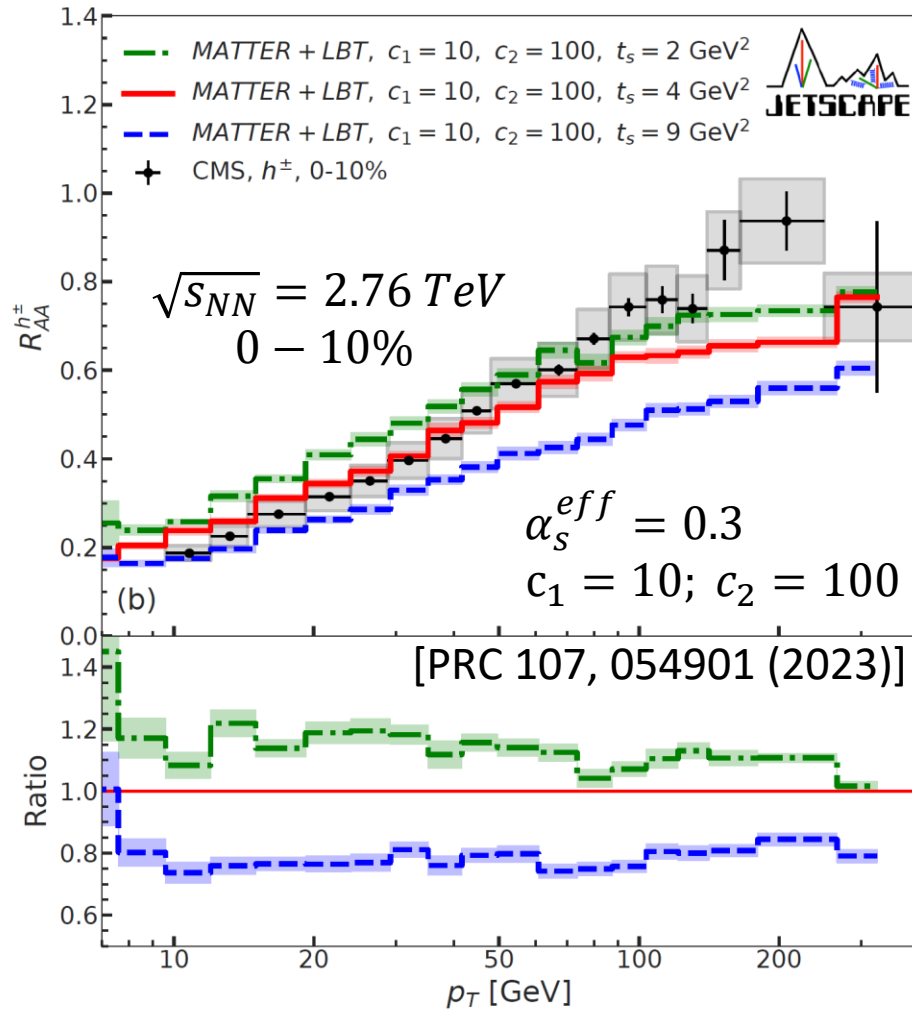 MATTER + LBT, c₁ = 10, c₂ = 100, tₛ = 2 GeV²
MATTER + LBT, c₁ = 10, c₂ = 100, tₛ = 4 GeV²
MATTER + LBT, c₁ = 10, c₂ = 100, tₛ = 9 GeV²
CMS, h±, 0-10%
JETSCAPE
√s_NN = 2.76 TeV
0 − 10%
α_s^eff = 0.3
c₁ = 10; c₂ = 100
(b)
R_AA^h±
1.4
1.2
1.0
0.8
0.6
0.4
0.2
0.0
[PRC 107, 054901 (2023)]
Ratio
1.4
1.2
1.0
0.8
0.6
10 20 50 100 200
p_T [GeV]